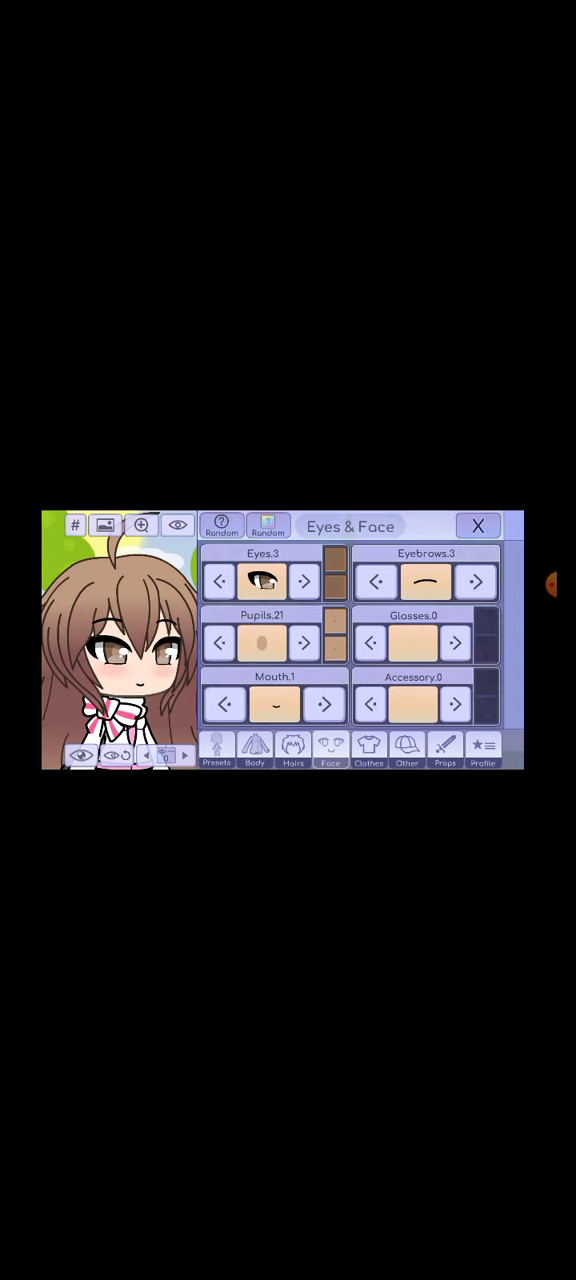 #
Random
Random
Eyes & Face
X
Eyes.3
Eyebrows.3
Pupils.21
Glasses.0
Mouth.1
Accessory.0
0
Presets
Body
Hairs
Face
Clothes
Other
Props
Profile